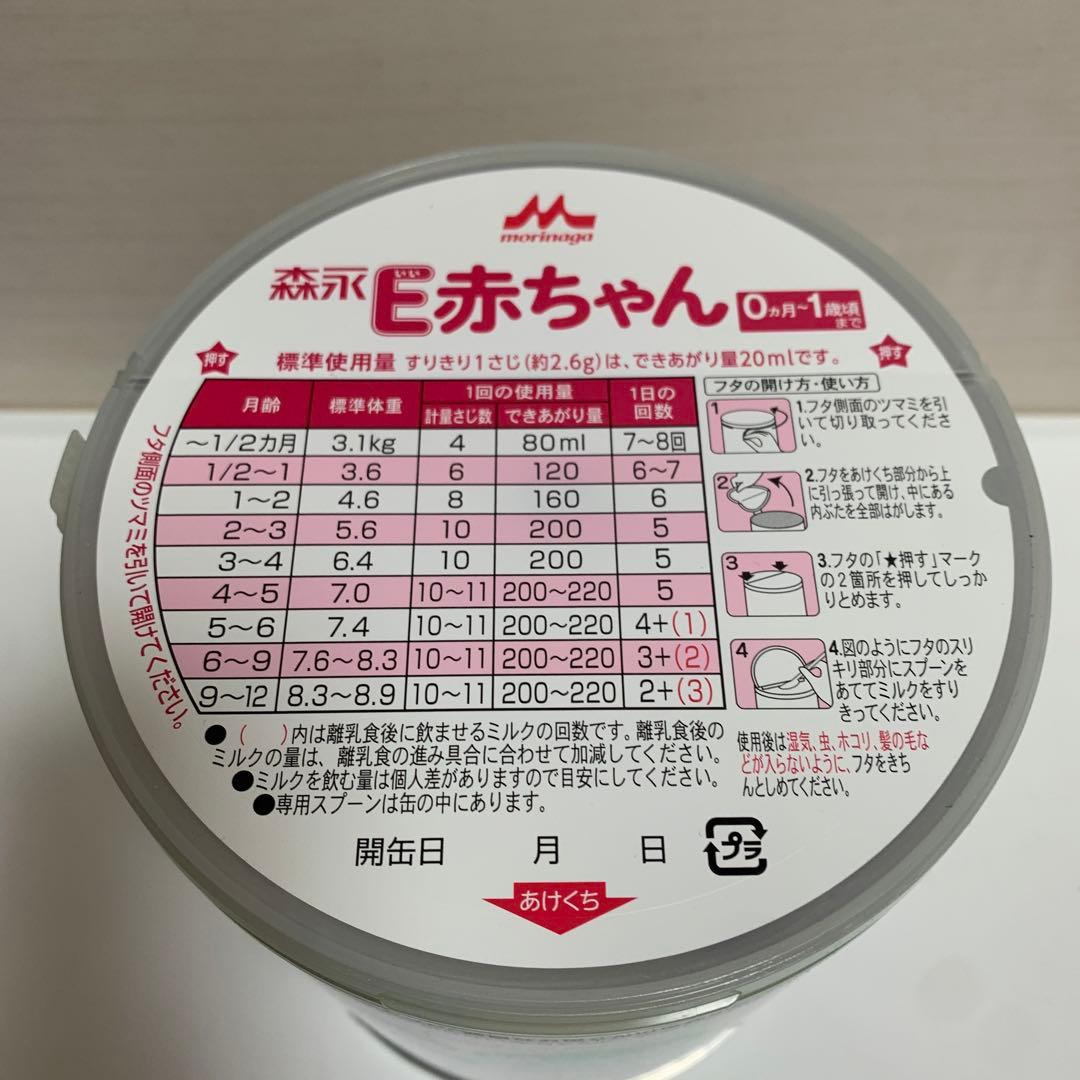 morinaga
森永E赤ちゃん 0ヵ月~1歳頃まで
いい
押す
標準使用量 すりきり1さじ(約2.6g)は、できあがり量20mlです。
押す
月齢 標準体重 1回の使用量 1日の回数
計量さじ数 できあがり量
~1/2カ月 3.1kg 4 80ml 7~8回
1/2~1 3.6 6 120 6~7
1~2 4.6 8 160 6
2~3 5.6 10 200 5
3~4 6.4 10 200 5
4~5 7.0 10~11 200~220 5
5~6 7.4 10~11 200~220 4+(1)
6~9 7.6~8.3 10~11 200~220 3+(2)
9~12 8.3~8.9 10~11 200~220 2+(3)
●( )内は離乳食後に飲ませるミルクの回数です。離乳食後の
ミルクの量は、離乳食の進み具合に合わせて加減してください。
●ミルクを飲む量は個人差がありますので目安にしてください。
●専用スプーンは缶の中にあります。
フタの開け方・使い方
1
1.フタ側面のツマミを引
いて切り取ってくださ
い。
2
2.フタをあけくち部分から上
に引っ張って開け、中にある
内ぶたを全部はがします。
3
3.フタの「★押す」マーク
の2箇所を押してしっか
りとめます。
4
4.図のようにフタのスリ
キリ部分にスプーンを
あててミルクをすり
きってください。
使用後は湿気、虫、ホコリ、髪の毛な
どが入らないように、フタをきち
んとしめてください。
フタ側面のツマミを引いて開けてください。
開缶日 月 日
プラ
あけくち